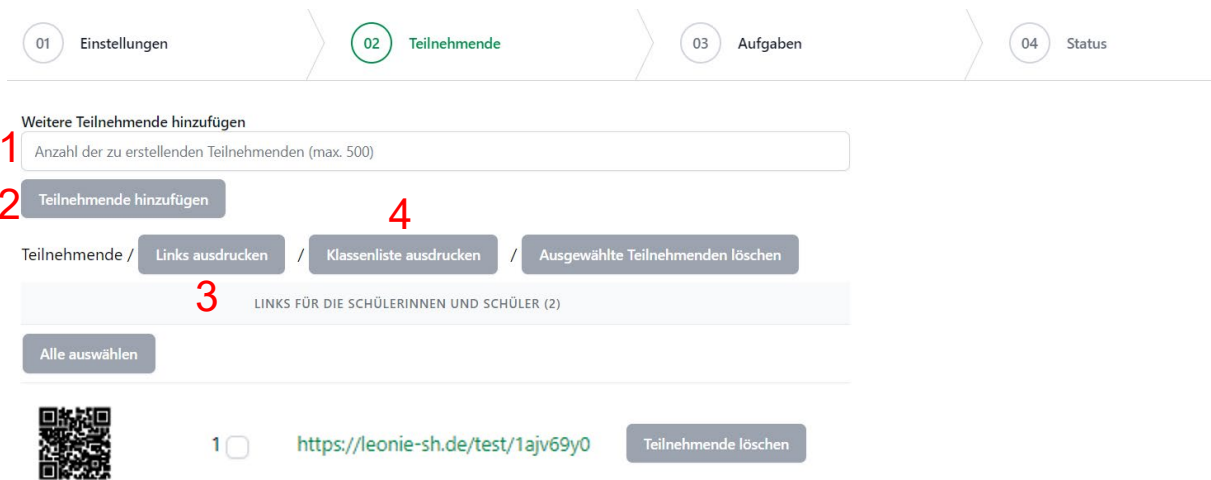 01 Einstellungen 02 Teilnehmende 03 Aufgaben 04 Status
Weitere Teilnehmende hinzufügen
1 Anzahl der zu erstellenden Teilnehmenden (max. 500)
2 Teilnehmende hinzufügen
4
Teilnehmende / Links ausdrucken / Klassenliste ausdrucken / Ausgewählte Teilnehmenden löschen
3 LINKS FÜR DIE SCHÜLERINNEN UND SCHÜLER (2)
Alle auswählen
1 https://leonie-sh.de/test/1ajv69y0 Teilnehmende löschen